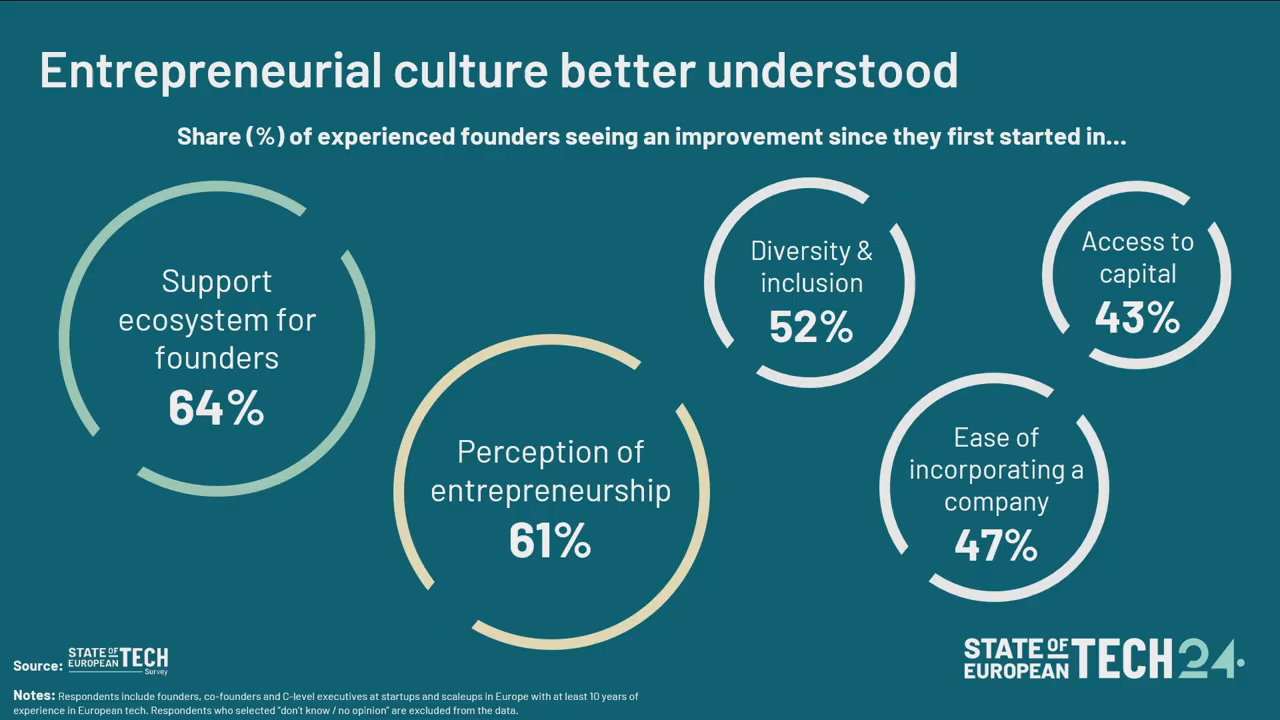 Entrepreneurial culture better understood
Share (%) of experienced founders seeing an improvement since they first started in...
Support
ecosystem for
founders
64%
Perception of
entrepreneurship
61%
Diversity &
inclusion
52%
Access to
capital
43%
Ease of
incorporating a
company
47%
Source:
STATE OF
EUROPEAN TECH
Survey
Notes: Respondents include founders, co-founders and C-level executives at startups and scaleups in Europe with at least 10 years of
experience in European tech. Respondents who selected "don't know / no opinion" are excluded from the data.
STATE OF
EUROPEAN TECH 24